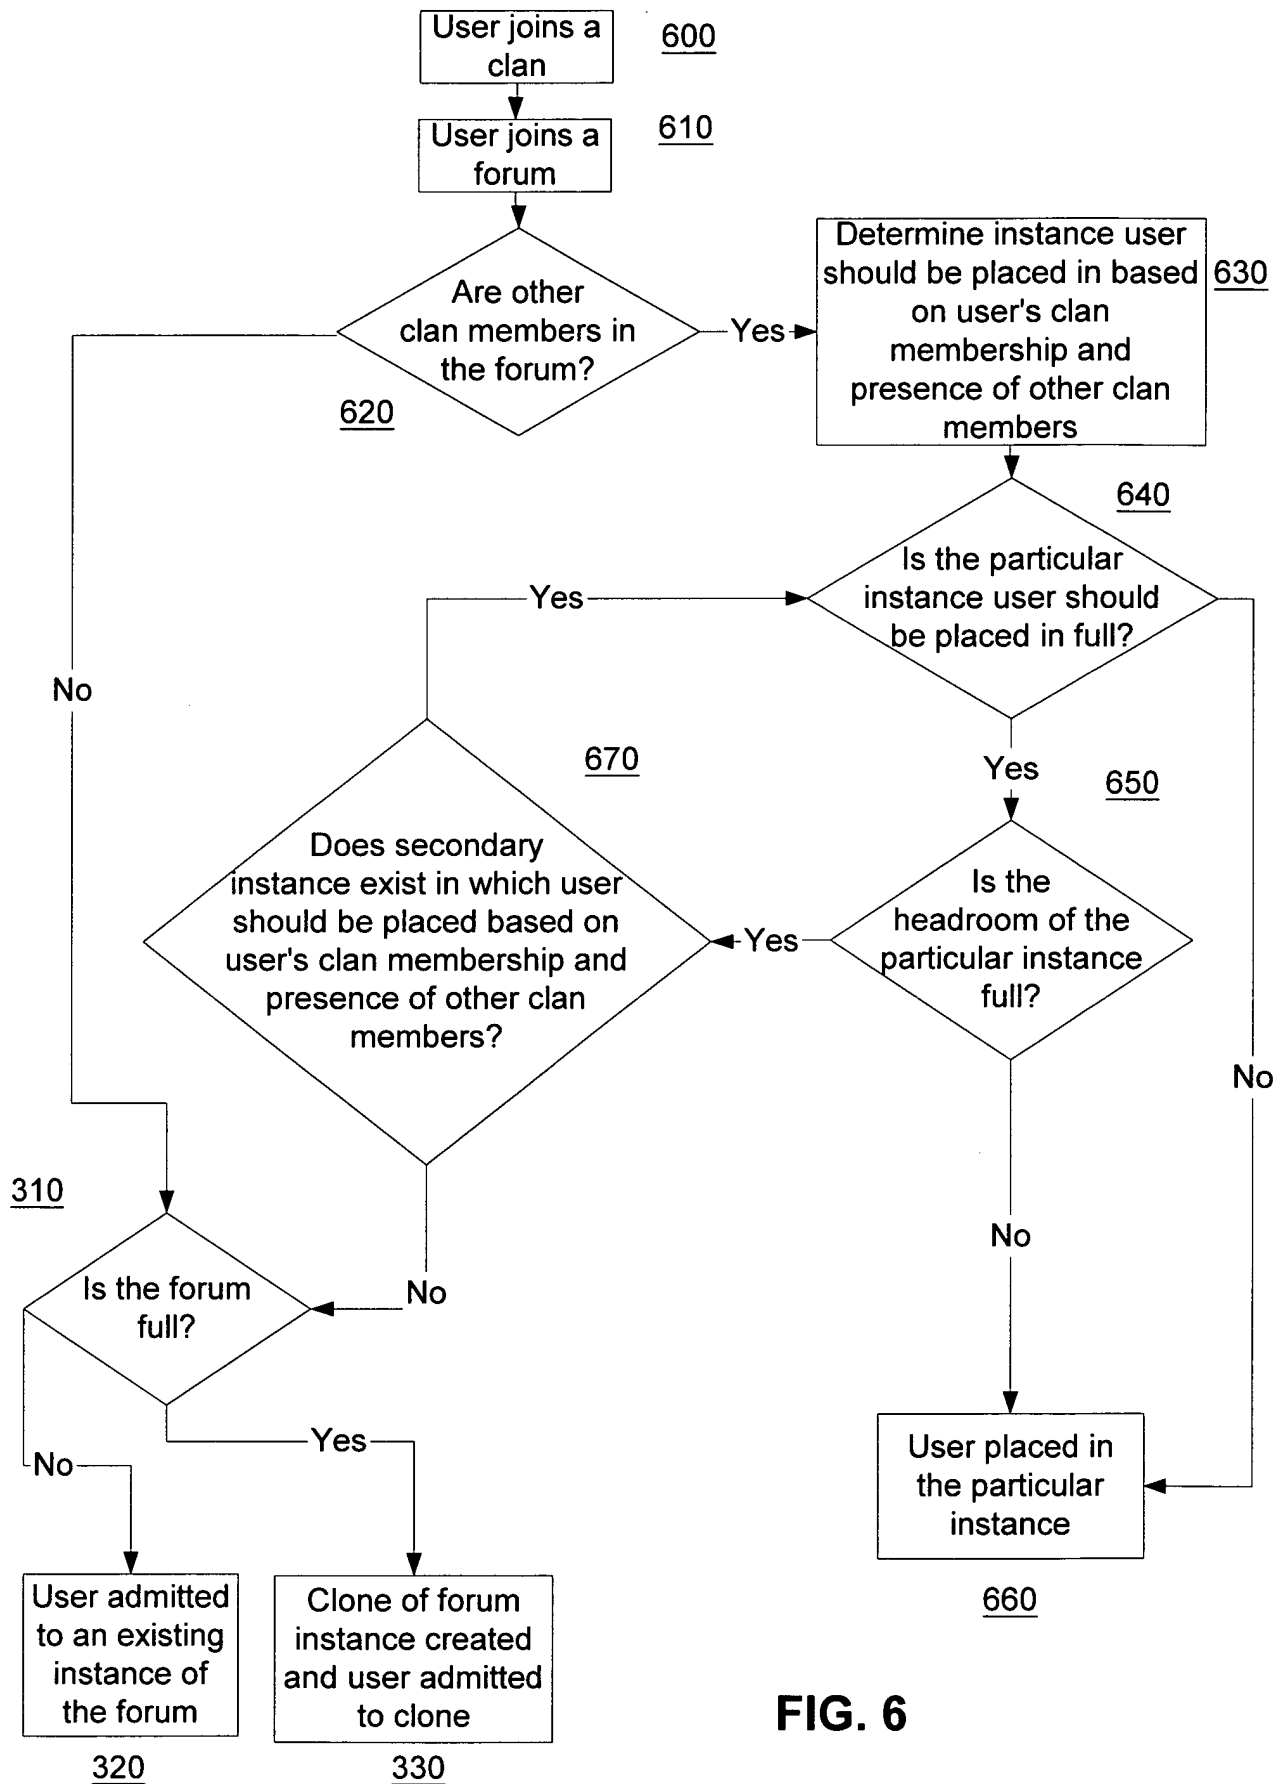 User joins a
clan
600
User joins a
forum
610
Are other
clan members in
the forum?
620
Yes
Determine instance user
should be placed in based
on user's clan
membership and
presence of other clan
members
630
640
Is the particular
instance user should
be placed in full?
Yes
No
670
Yes
650
Does secondary
instance exist in which user
should be placed based on
user's clan membership and
presence of other clan
members?
Yes
Is the
headroom of the
particular instance
full?
No
310
No
No
Is the forum
full?
No
Yes
User placed in
the particular
instance
660
User admitted
to an existing
instance of
the forum
320
Clone of forum
instance created
and user admitted
to clone
330
FIG. 6